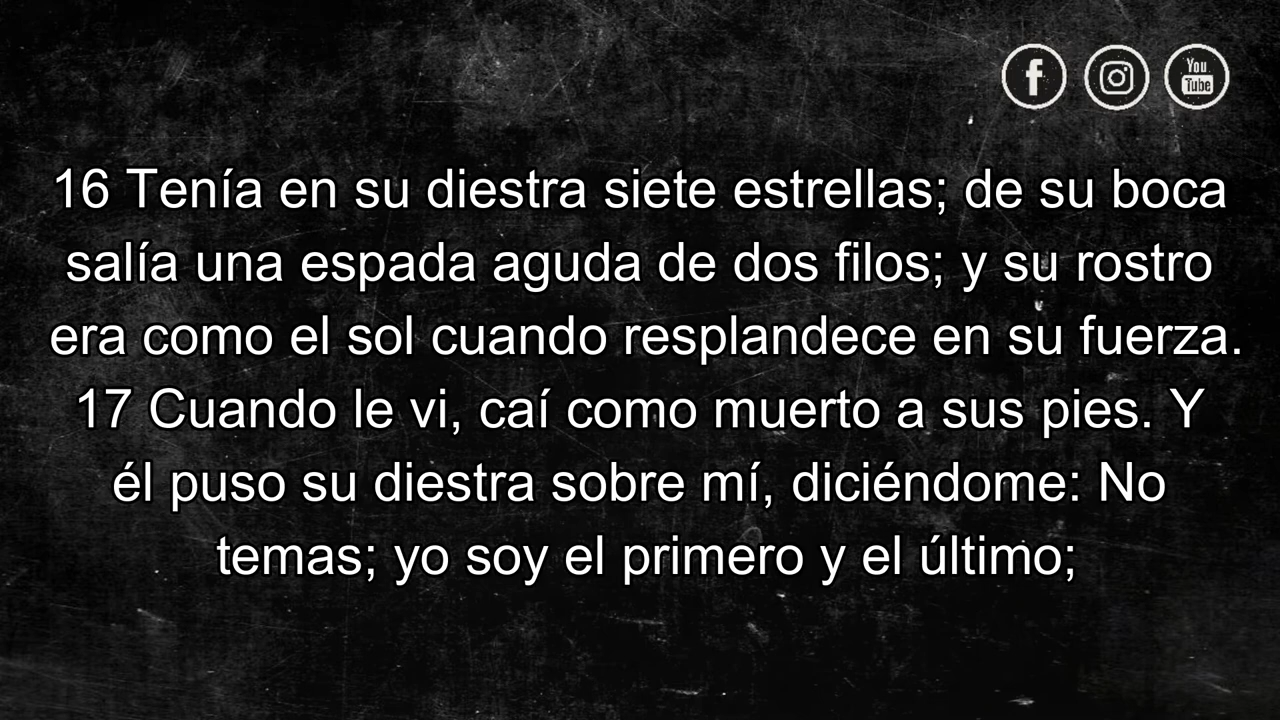 f
You
Tube
16 Tenía en su diestra siete estrellas; de su boca
salía una espada aguda de dos filos; y su rostro
era como el sol cuando resplandece en su fuerza.
17 Cuando le vi, caí como muerto a sus pies. Y
él puso su diestra sobre mí, diciéndome: No
temas; yo soy el primero y el último;